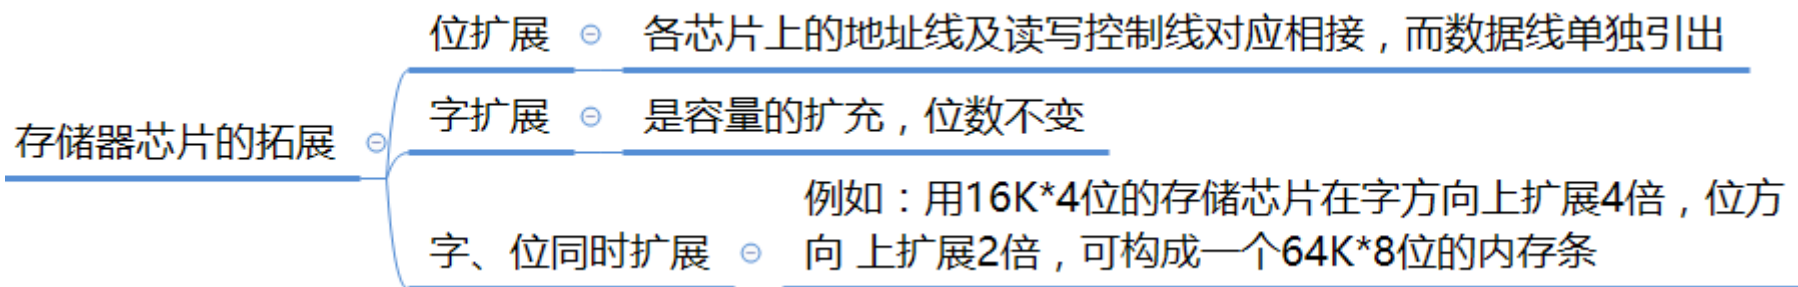 位扩展
各芯片上的地址线及读写控制线对应相接，而数据线单独引出
字扩展
是容量的扩充，位数不变
存储器芯片的拓展
字、位同时扩展
例如：用16K*4位的存储芯片在字方向上扩展4倍，位方
向 上扩展2倍，可构成一个64K*8位的内存条